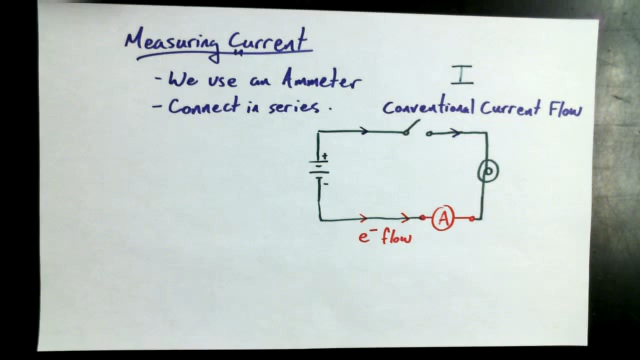 Measuring Current
- We use an Ammeter
- Connect in series.
I
Conventional Current Flow
+
-
A
e⁻ flow